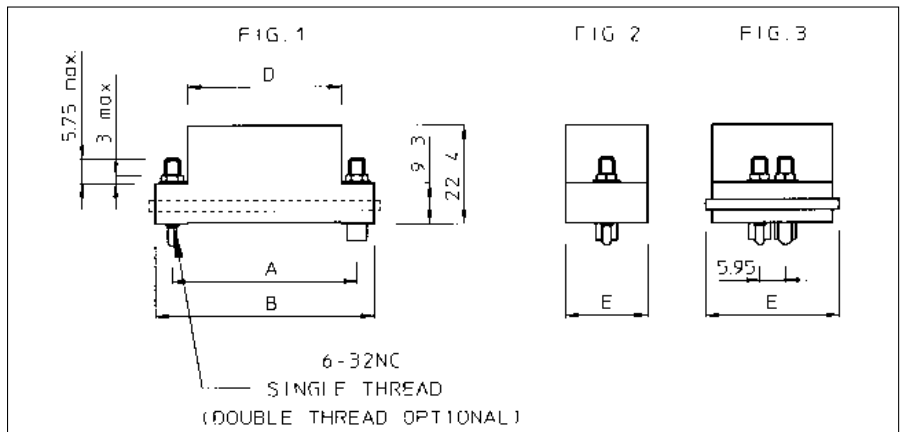 FIG.1
FIG 2
FIG.3
D
5.75 max.
3 max
9 3
22 4
A
B
5.95
E
E
6-32NC
SINGLE THREAD
(DOUBLE THREAD OPTIONAL)